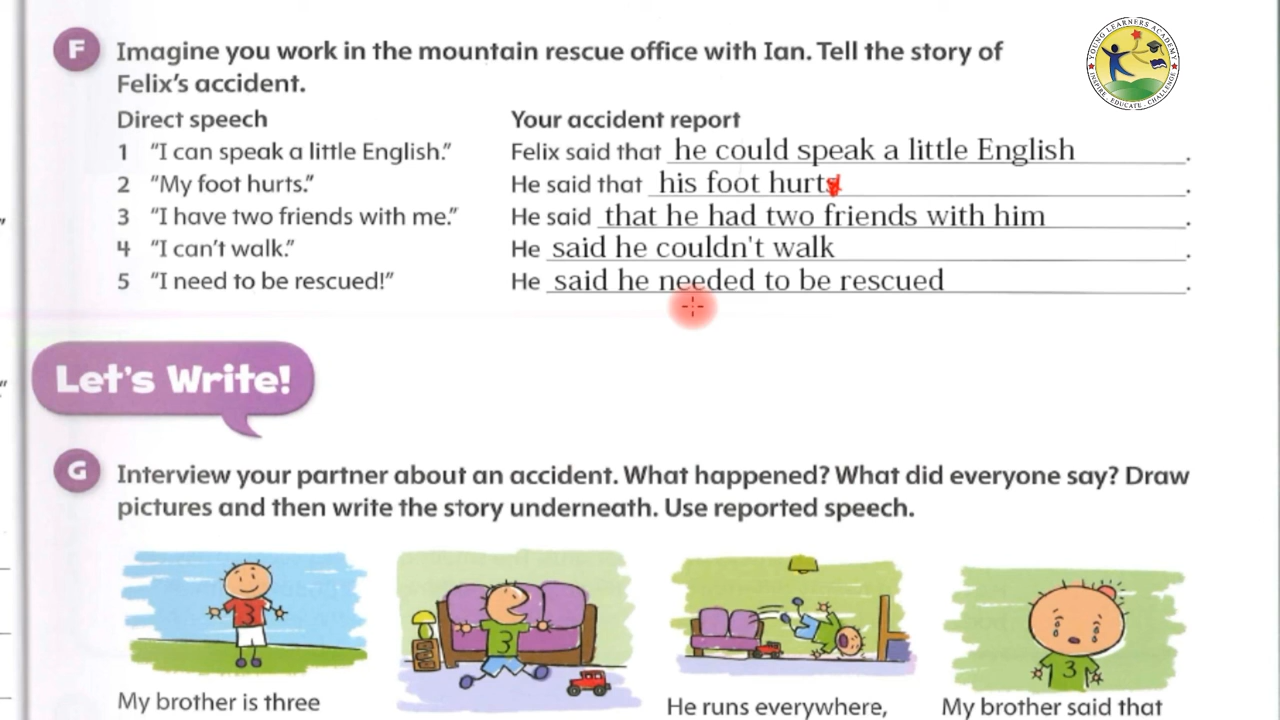 F Imagine you work in the mountain rescue office with Ian. Tell the story of
Felix's accident.
YOUNG LEARNERS ACADEMY
INSPIRE . EDUCATE . CHALLENGE
Direct speech Your accident report
1 "I can speak a little English." Felix said that he could speak a little English.
2 "My foot hurts." He said that his foot hurts.
3 "I have two friends with me." He said that he had two friends with him.
4 "I can't walk." He said he couldn't walk.
5 "I need to be rescued!" He said he needed to be rescued.
Let's Write!
G Interview your partner about an accident. What happened? What did everyone say? Draw
pictures and then write the story underneath. Use reported speech.
3
3
3
My brother is three
He runs everywhere,
My brother said that